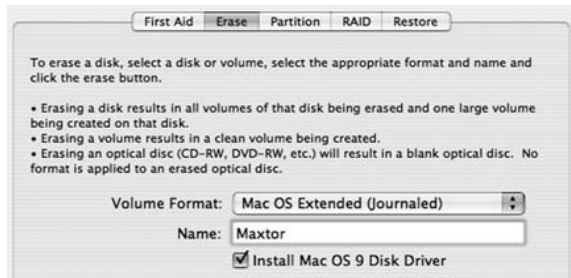 First Aid Erase Partition RAID Restore
To erase a disk, select a disk or volume, select the appropriate format and name and
click the erase button.
• Erasing a disk results in all volumes of that disk being erased and one large volume
being created on that disk.
• Erasing a volume results in a clean volume being created.
• Erasing an optical disc (CD-RW, DVD-RW, etc.) will result in a blank optical disc. No
format is applied to an erased optical disc.
Volume Format: Mac OS Extended (Journaled)
Name: Maxtor
Install Mac OS 9 Disk Driver